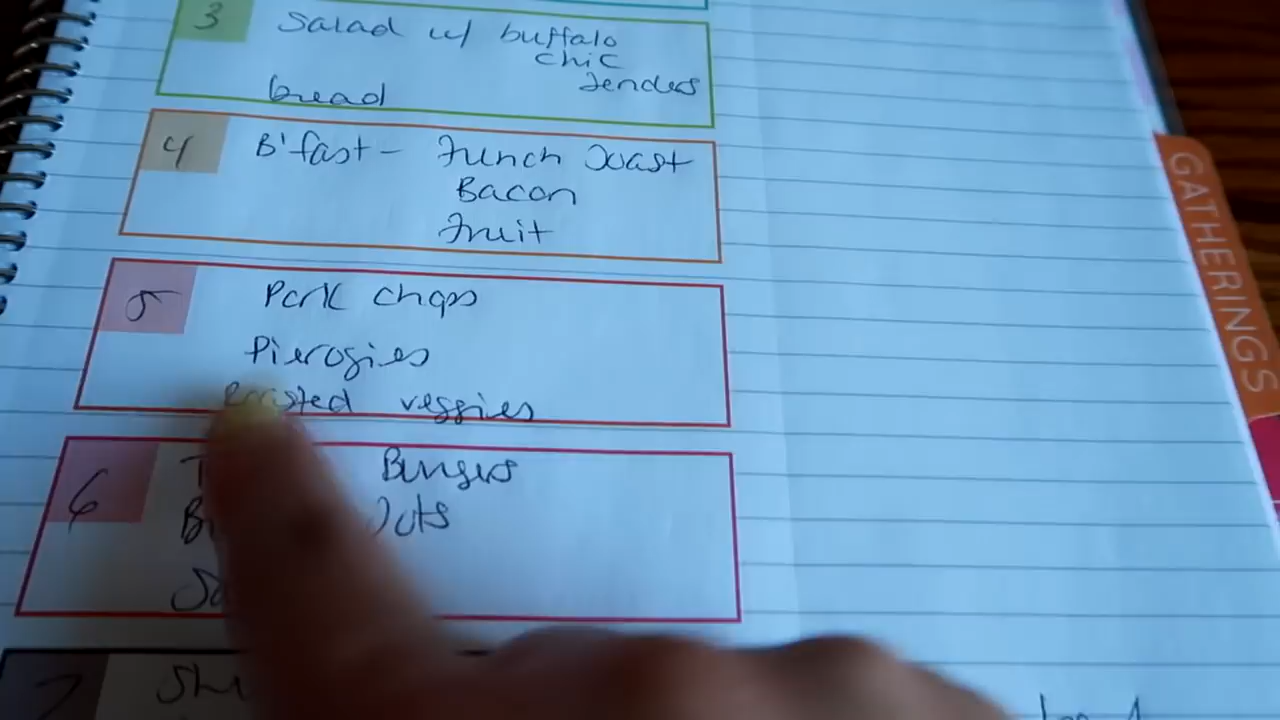 3 Salad w/ buffalo
chic
tenders
bread
4 B'fast - French Toast
Bacon
Fruit
5 Pork chops
Pierogies
Roasted veggies
6 Burgers
7
GATHERINGS